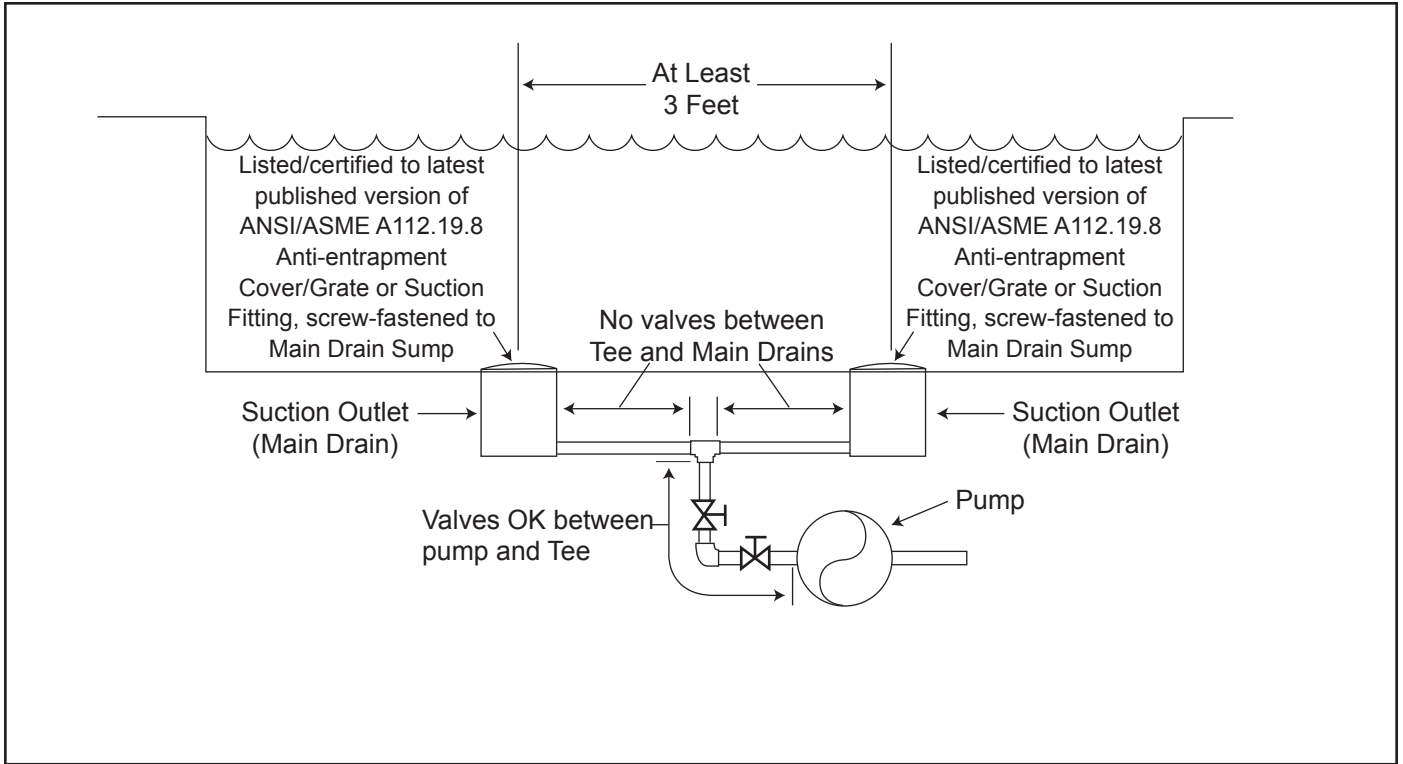 At Least
3 Feet
Listed/certified to latest
published version of
ANSI/ASME A112.19.8
Anti-entrapment
Cover/Grate or Suction
Fitting, screw-fastened to
Main Drain Sump
Listed/certified to latest
published version of
ANSI/ASME A112.19.8
Anti-entrapment
Cover/Grate or Suction
Fitting, screw-fastened to
Main Drain Sump
No valves between
Tee and Main Drains
Suction Outlet
(Main Drain)
Suction Outlet
(Main Drain)
Valves OK between
pump and Tee
Pump